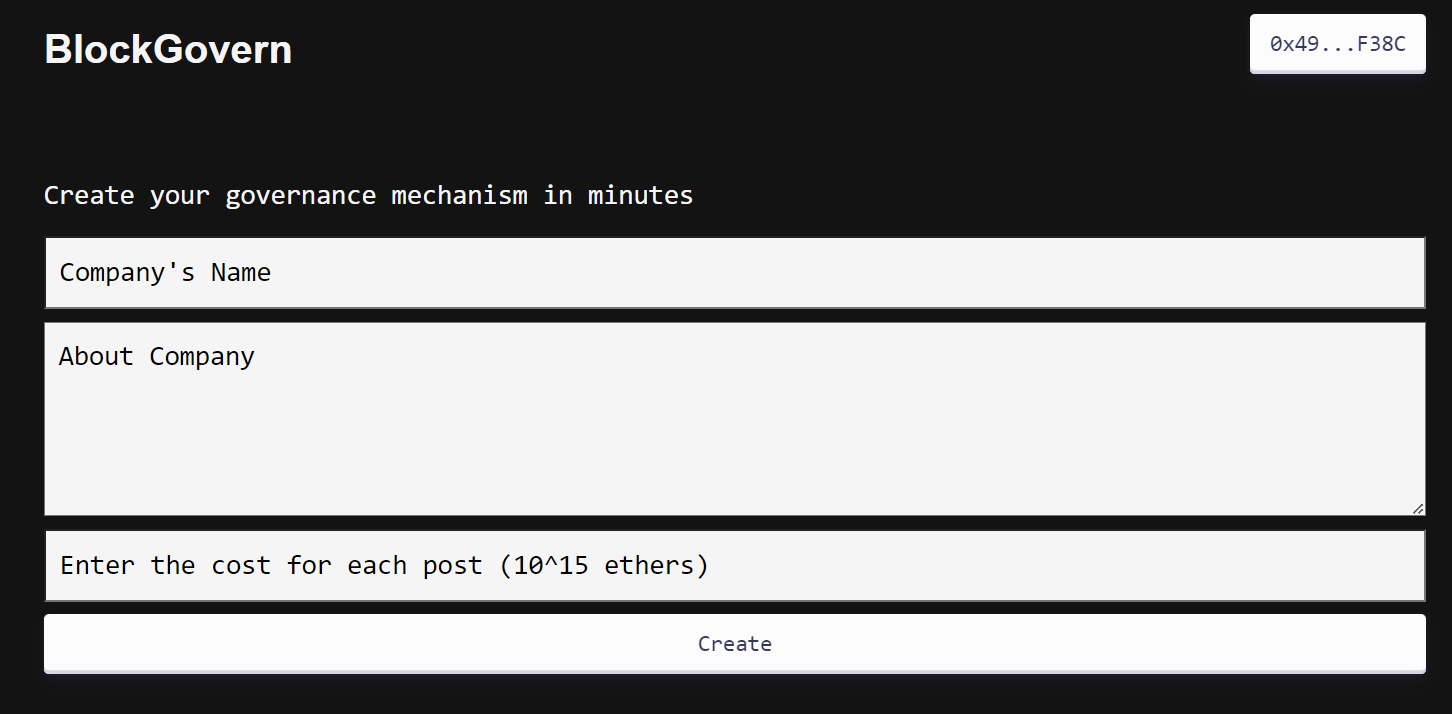 BlockGovern
0x49...F38C
Create your governance mechanism in minutes
Company's Name
About Company
Enter the cost for each post (10^15 ethers)
Create